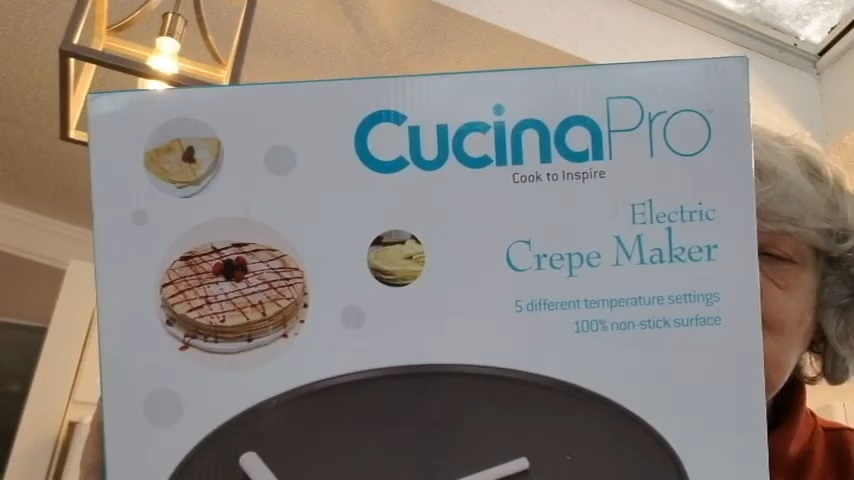 CucinaPro
Cook to Inspire
Electric
Crepe Maker
5 different temperature settings
100% non-stick surface